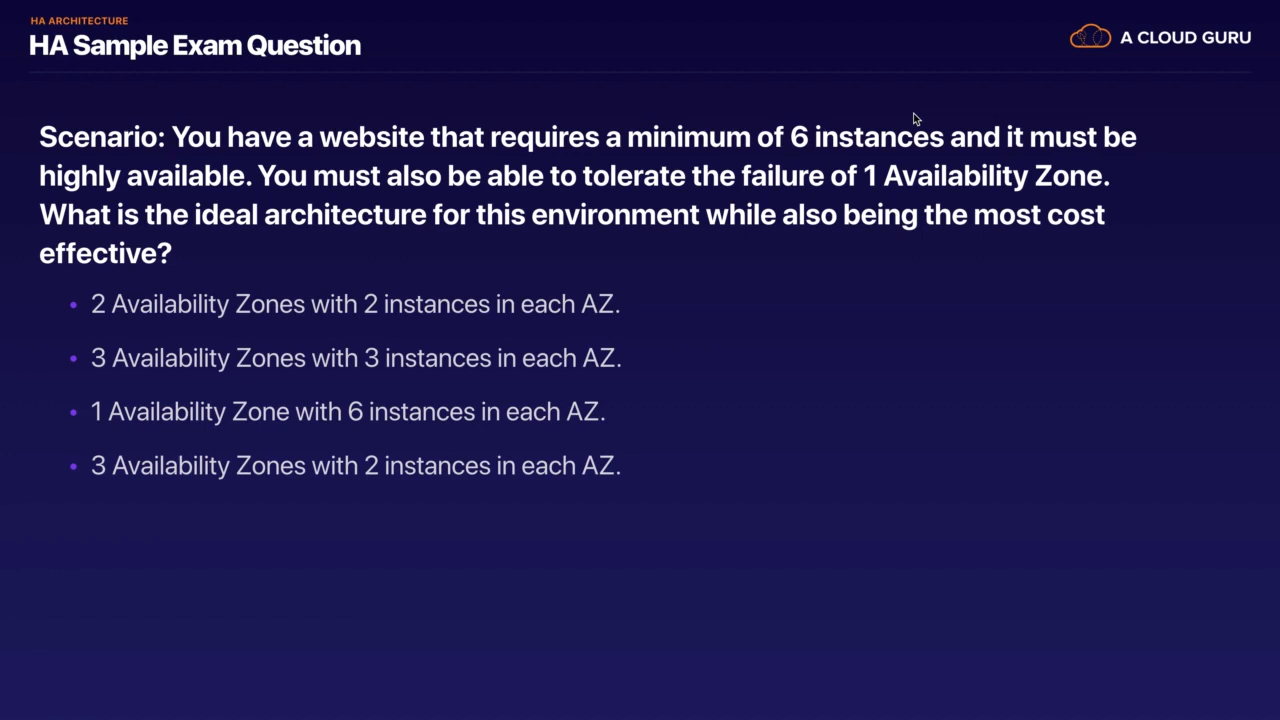 HA ARCHITECTURE
HA Sample Exam Question
A CLOUD GURU
Scenario: You have a website that requires a minimum of 6 instances and it must be
highly available. You must also be able to tolerate the failure of 1 Availability Zone.
What is the ideal architecture for this environment while also being the most cost
effective?
• 2 Availability Zones with 2 instances in each AZ.
• 3 Availability Zones with 3 instances in each AZ.
• 1 Availability Zone with 6 instances in each AZ.
• 3 Availability Zones with 2 instances in each AZ.